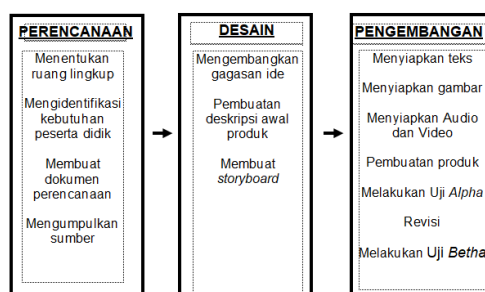 PERENCANAAN
Menentukan
ruang lingkup
Mengidentifikasi
kebutuhan
peserta didik
Membuat
dokumen
perencanaan
Mengumpulkan
sumber
DESAIN
Mengembangkan
gagasan ide
Pembuatan
deskripsi awal
produk
Membuat
storyboard
PENGEMBANGAN
Menyiapkan teks
Menyiapkan gambar
Menyiapkan Audio
dan Video
Pembuatan produk
Melakukan Uji Alpha
Revisi
Melakukan Uji Betha